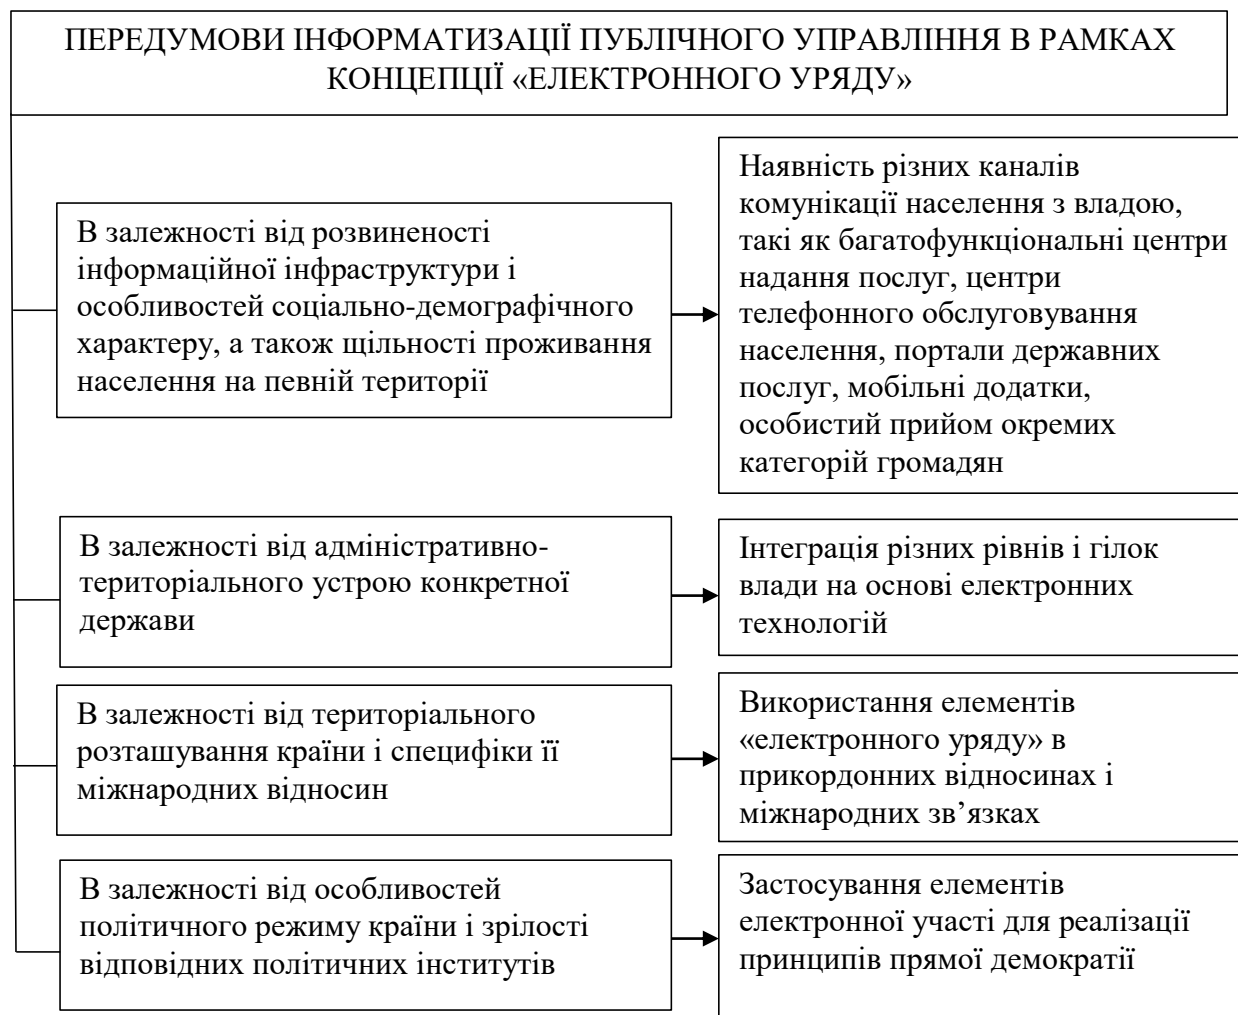 ПЕРЕДУМОВИ ІНФОРМАТИЗАЦІЇ ПУБЛІЧНОГО УПРАВЛІННЯ В РАМКАХ
КОНЦЕПЦІЇ «ЕЛЕКТРОННОГО УРЯДУ»
В залежності від розвиненості
інформаційної інфраструктури і
особливостей соціально-демографічного
характеру, а також щільності проживання
населення на певній території
Наявність різних каналів
комунікації населення з владою,
такі як багатофункціональні центри
надання послуг, центри
телефонного обслуговування
населення, портали державних
послуг, мобільні додатки,
особистий прийом окремих
категорій громадян
В залежності від адміністративно-
територіального устрою конкретної
держави
Інтеграція різних рівнів і гілок
влади на основі електронних
технологій
В залежності від територіального
розташування країни і специфіки її
міжнародних відносин
Використання елементів
«електронного уряду» в
прикордонних відносинах і
міжнародних зв’язках
В залежності від особливостей
політичного режиму країни і зрілості
відповідних політичних інститутів
Застосування елементів
електронної участі для реалізації
принципів прямої демократії